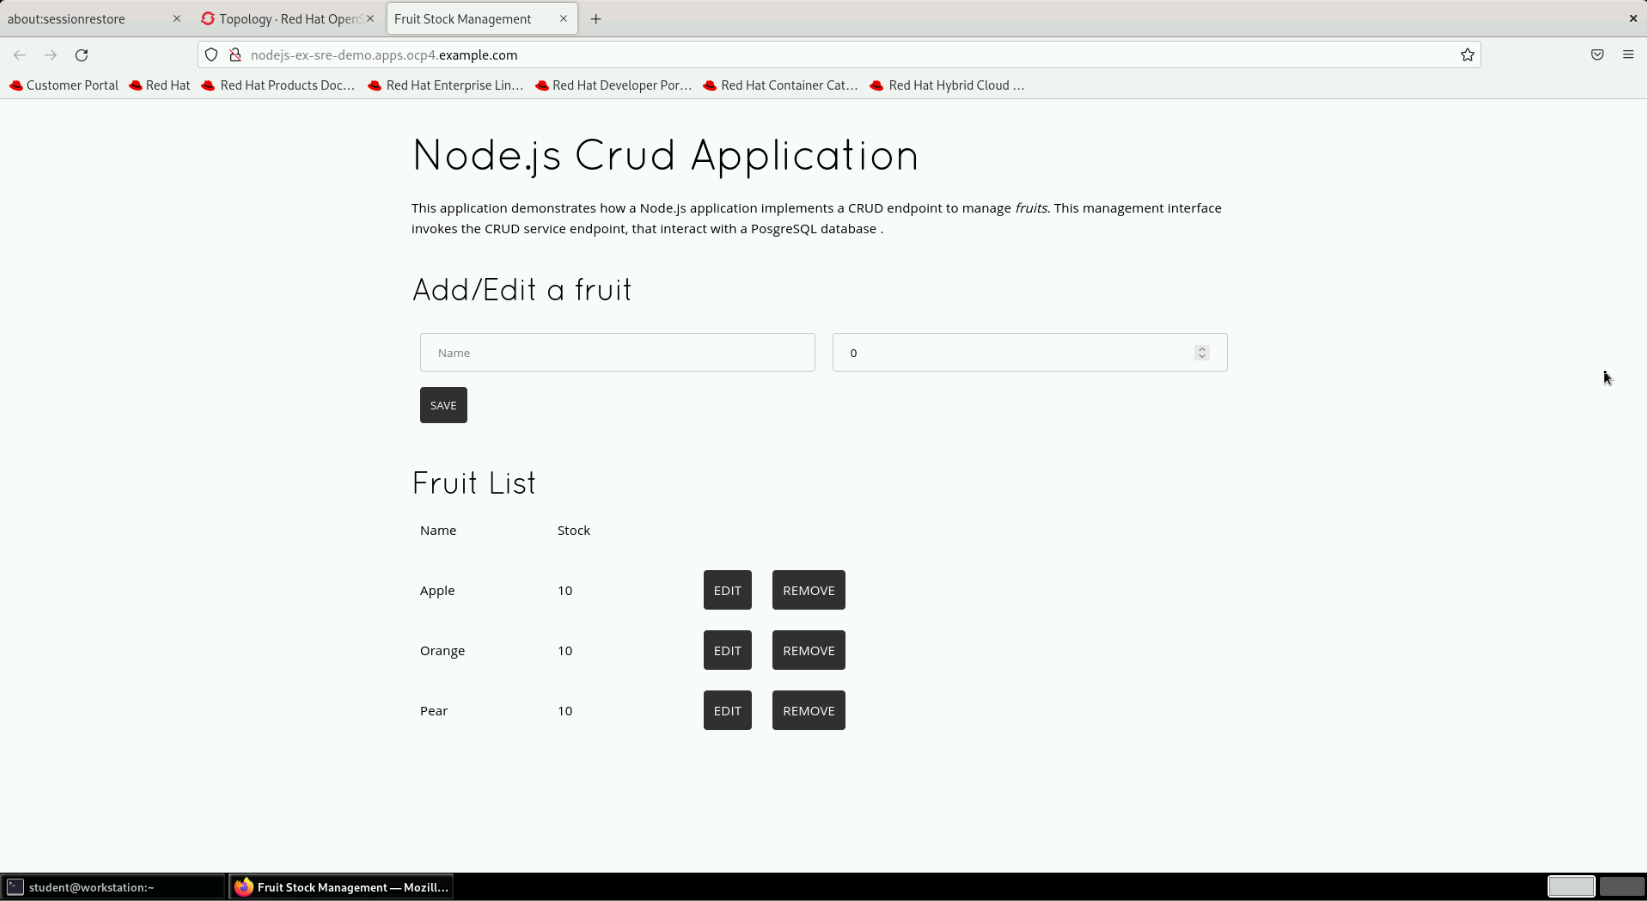 about:sessionrestore
Topology · Red Hat OpenS
Fruit Stock Management
nodejs-ex-sre-demo.apps.ocp4.example.com
Customer Portal
Red Hat
Red Hat Products Doc…
Red Hat Enterprise Lin…
Red Hat Developer Por…
Red Hat Container Cat…
Red Hat Hybrid Cloud …
Node.js Crud Application
This application demonstrates how a Node.js application implements a CRUD endpoint to manage fruits. This management interface
invokes the CRUD service endpoint, that interact with a PosgreSQL database .
Add/Edit a fruit
Name 0
SAVE
Fruit List
Name Stock
Apple 10 EDIT REMOVE
Orange 10 EDIT REMOVE
Pear 10 EDIT REMOVE
student@workstation:~
Fruit Stock Management — Mozill…